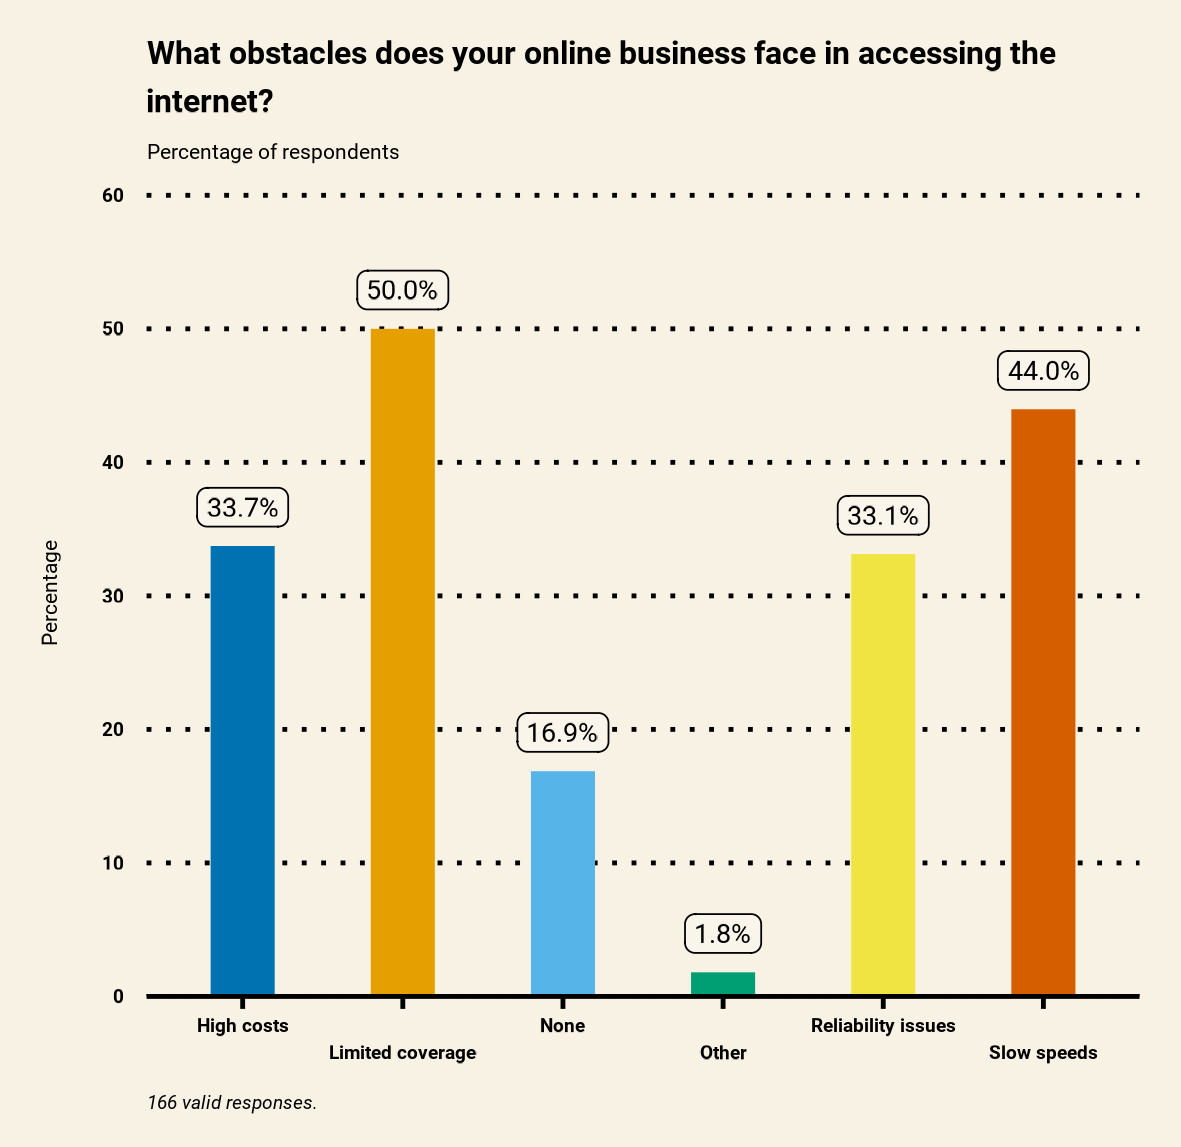 What obstacles does your online business face in accessing the
internet?
Percentage of respondents
60
50.0%
50
44.0%
40
33.7%
33.1%
Percentage
30
20
16.9%
10
1.8%
0
High costs
None
Reliability issues
Limited coverage
Other
Slow speeds
166 valid responses.